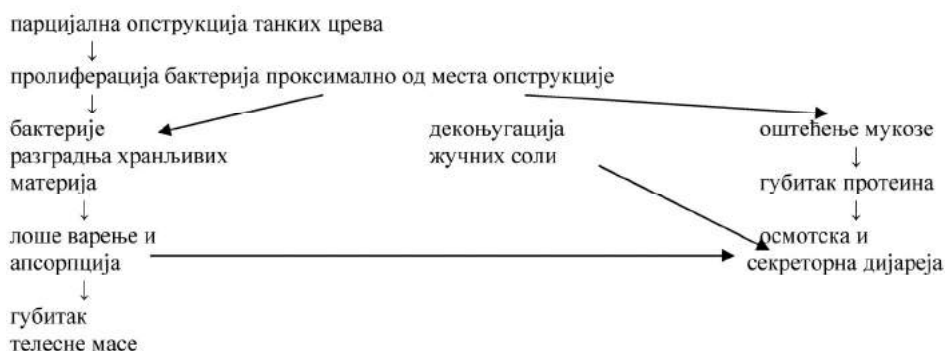 парцијална опструкција танких црева
↓
пролиферација бактерија проксимално од места опструкције
↓
бактерије
разградња хранљивих
материја
↓
лоше варење и
апсорпција
↓
губитак
телесне масе
декоњугација
жучних соли
оштећење мукозе
↓
губитак протеина
↓
осмотска и
секреторна дијареја